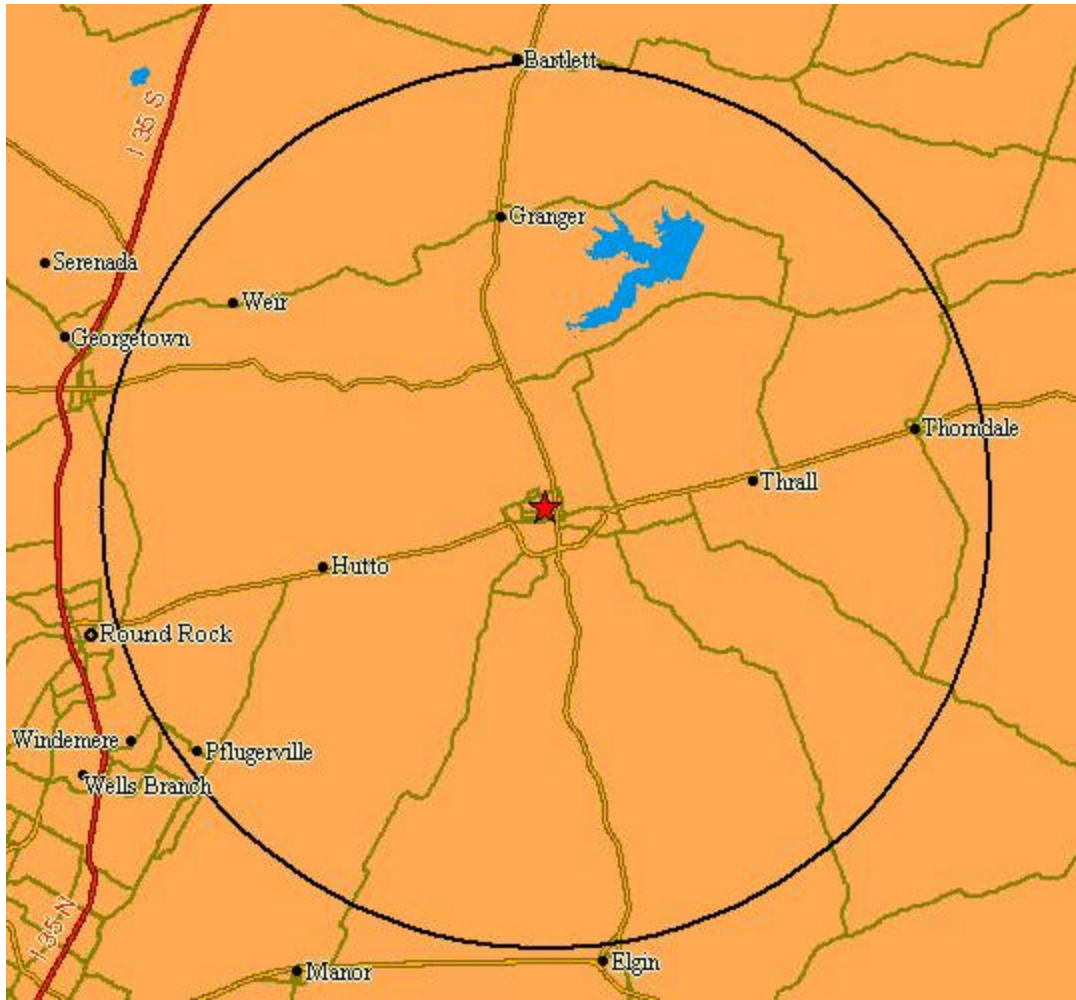 Bartlett
I 35 S
Granger
Serenada
Weir
Georgetown
Thorndale
Thrall
Hutto
Round Rock
Windemere
Pflugerville
Wells Branch
I 35 N
Elgin
Manor